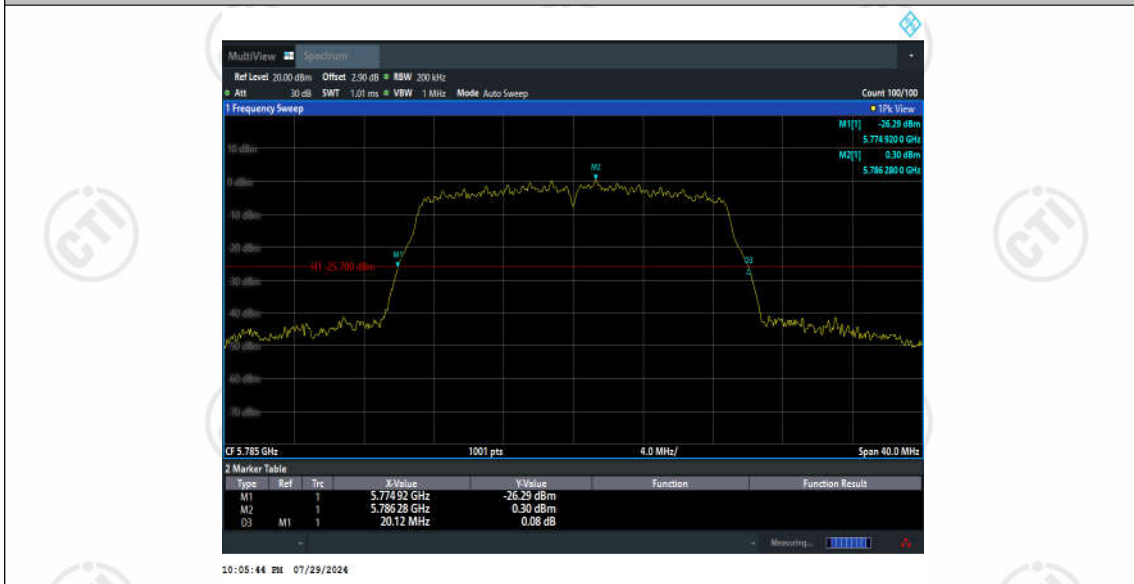 MultiView Spectrum
Ref Level 20.00 dBm Offset 2.90 dB RBW 200 kHz
Att 30 dB SWT 1.01 ms VBW 1 MHz Mode Auto Sweep Count 100/100
1 Frequency Sweep 1Pk View
M1[1] -26.29 dBm
5.774 920 0 GHz
M2[1] 0.30 dBm
5.786 280 0 GHz
10 dBm
M2
0 dBm
-10 dBm
-20 dBm
M1
D3
H1 -25.700 dBm
-30 dBm
-40 dBm
-50 dBm
-60 dBm
-70 dBm
CF 5.785 GHz 1001 pts 4.0 MHz/ Span 40.0 MHz
2 Marker Table
Type Ref Trc X-Value Y-Value Function Function Result
M1 1 5.774 92 GHz -26.29 dBm
M2 1 5.786 28 GHz 0.30 dBm
D3 M1 1 20.12 MHz 0.08 dB
Measuring...
10:05:44 PM 07/29/2024
CTI
CTI